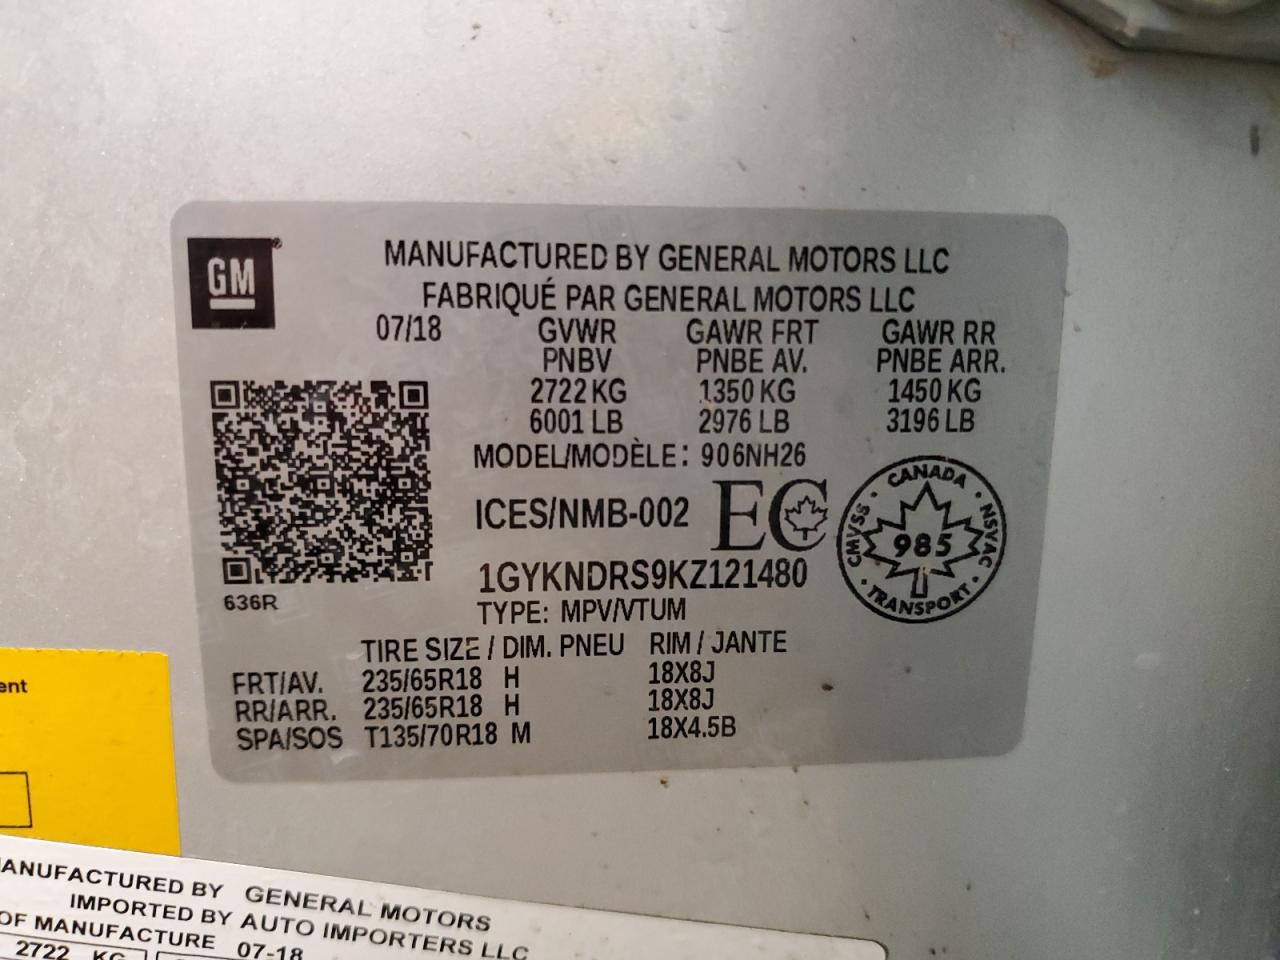 GM
MANUFACTURED BY GENERAL MOTORS LLC
FABRIQUÉ PAR GENERAL MOTORS LLC
07/18 GVWR GAWR FRT GAWR RR
PNBV PNBE AV. PNBE ARR.
2722 KG 1350 KG 1450 KG
6001 LB 2976 LB 3196 LB
MODEL/MODÈLE: 906NH26
ICES/NMB-002 EC
CANADA
CMVSS 985 NSVAC
TRANSPORT
1GYKNDRS9KZ121480
636R
TYPE: MPV/VTUM
TIRE SIZE / DIM. PNEU RIM / JANTE
FRT/AV. 235/65R18 H 18X8J
RR/ARR. 235/65R18 H 18X8J
SPA/SOS T135/70R18 M 18X4.5B
MANUFACTURED BY GENERAL MOTORS
IMPORTED BY AUTO IMPORTERS LLC
OF MANUFACTURE 07-18
2722 KG